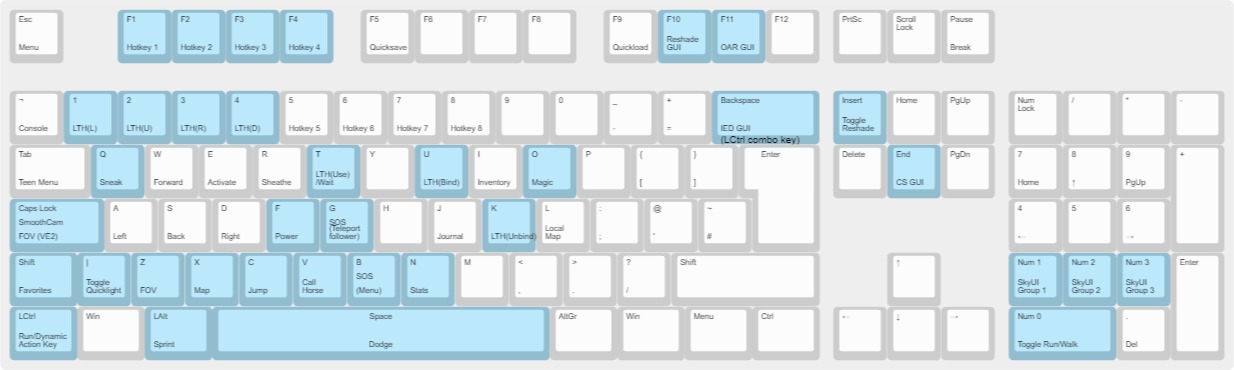 Esc F1 F2 F3 F4 F5 F6 F7 F8 F9 F10 F11 F12 PrtSc Scroll Lock Pause
Menu Hotkey 1 Hotkey 2 Hotkey 3 Hotkey 4 Quicksave Quickload Reshade GUI OAR GUI Break
¬ 1 2 3 4 5 6 7 8 9 0 _ + Backspace Insert Home PgUp Num Lock / * -
Console LTH(L) LTH(U) LTH(R) LTH(D) Hotkey 5 Hotkey 6 Hotkey 7 Hotkey 8 - = IED GUI (LCtrl combo key) Toggle Reshade
Tab Q W E R T Y U I O P { } Enter Delete End PgDn 7 8 9 +
Teen Menu Sneak Forward Activate Sheathe LTH(Use) /Wait LTH(Bind) Inventory Magic [ ] CS GUI Home ↑ PgUp
Caps Lock A S D F G H J K L : @ ~ 4 5 6
SmoothCam FOV (VE2) Left Back Right Power SOS (Teleport follower) Journal LTH(Unbind) Local Map ; ' # ← →
Shift | Z X C V B N M < > ? Shift ↑ Num 1 Num 2 Num 3 Enter
Favorites Toggle Quicklight FOV Map Jump Call Horse SOS (Menu) Stats , . / SkyUI Group 1 SkyUI Group 2 SkyUI Group 3
LCtrl Win LAlt Space AltGr Win Menu Ctrl ← ↓ → Num 0 .
Run/Dynamic Action Key Sprint Dodge Toggle Run/Walk Del